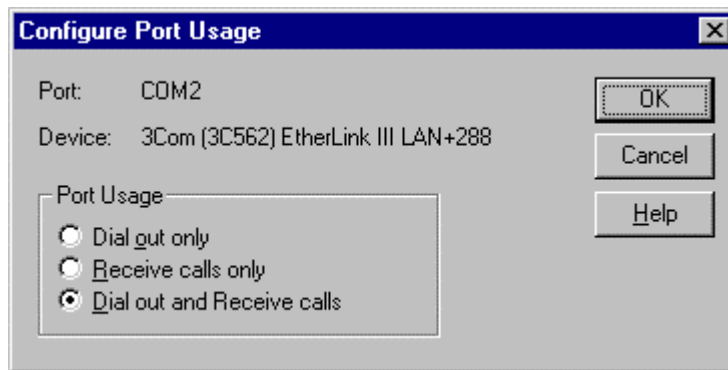 Configure Port Usage
Port: COM2
OK
Device: 3Com (3C562) EtherLink III LAN+288
Cancel
Port Usage
Help
Dial out only
Receive calls only
Dial out and Receive calls